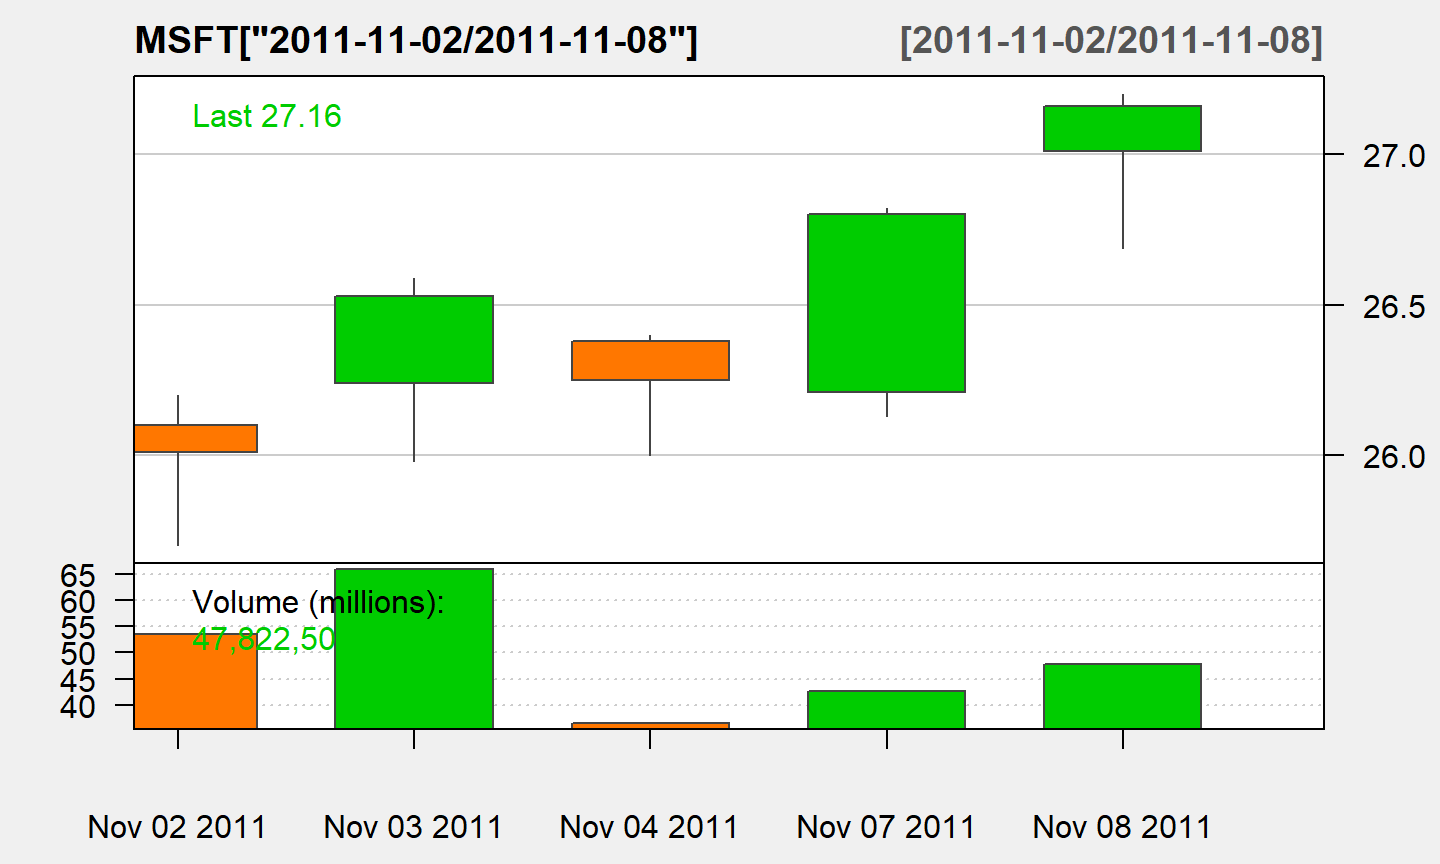 MSFT["2011-11-02/2011-11-08"]
[2011-11-02/2011-11-08]
Last 27.16
27.0
26.5
26.0
65
60
55
50
45
40
Volume (millions):
47,822,50
Nov 02 2011
Nov 03 2011
Nov 04 2011
Nov 07 2011
Nov 08 2011